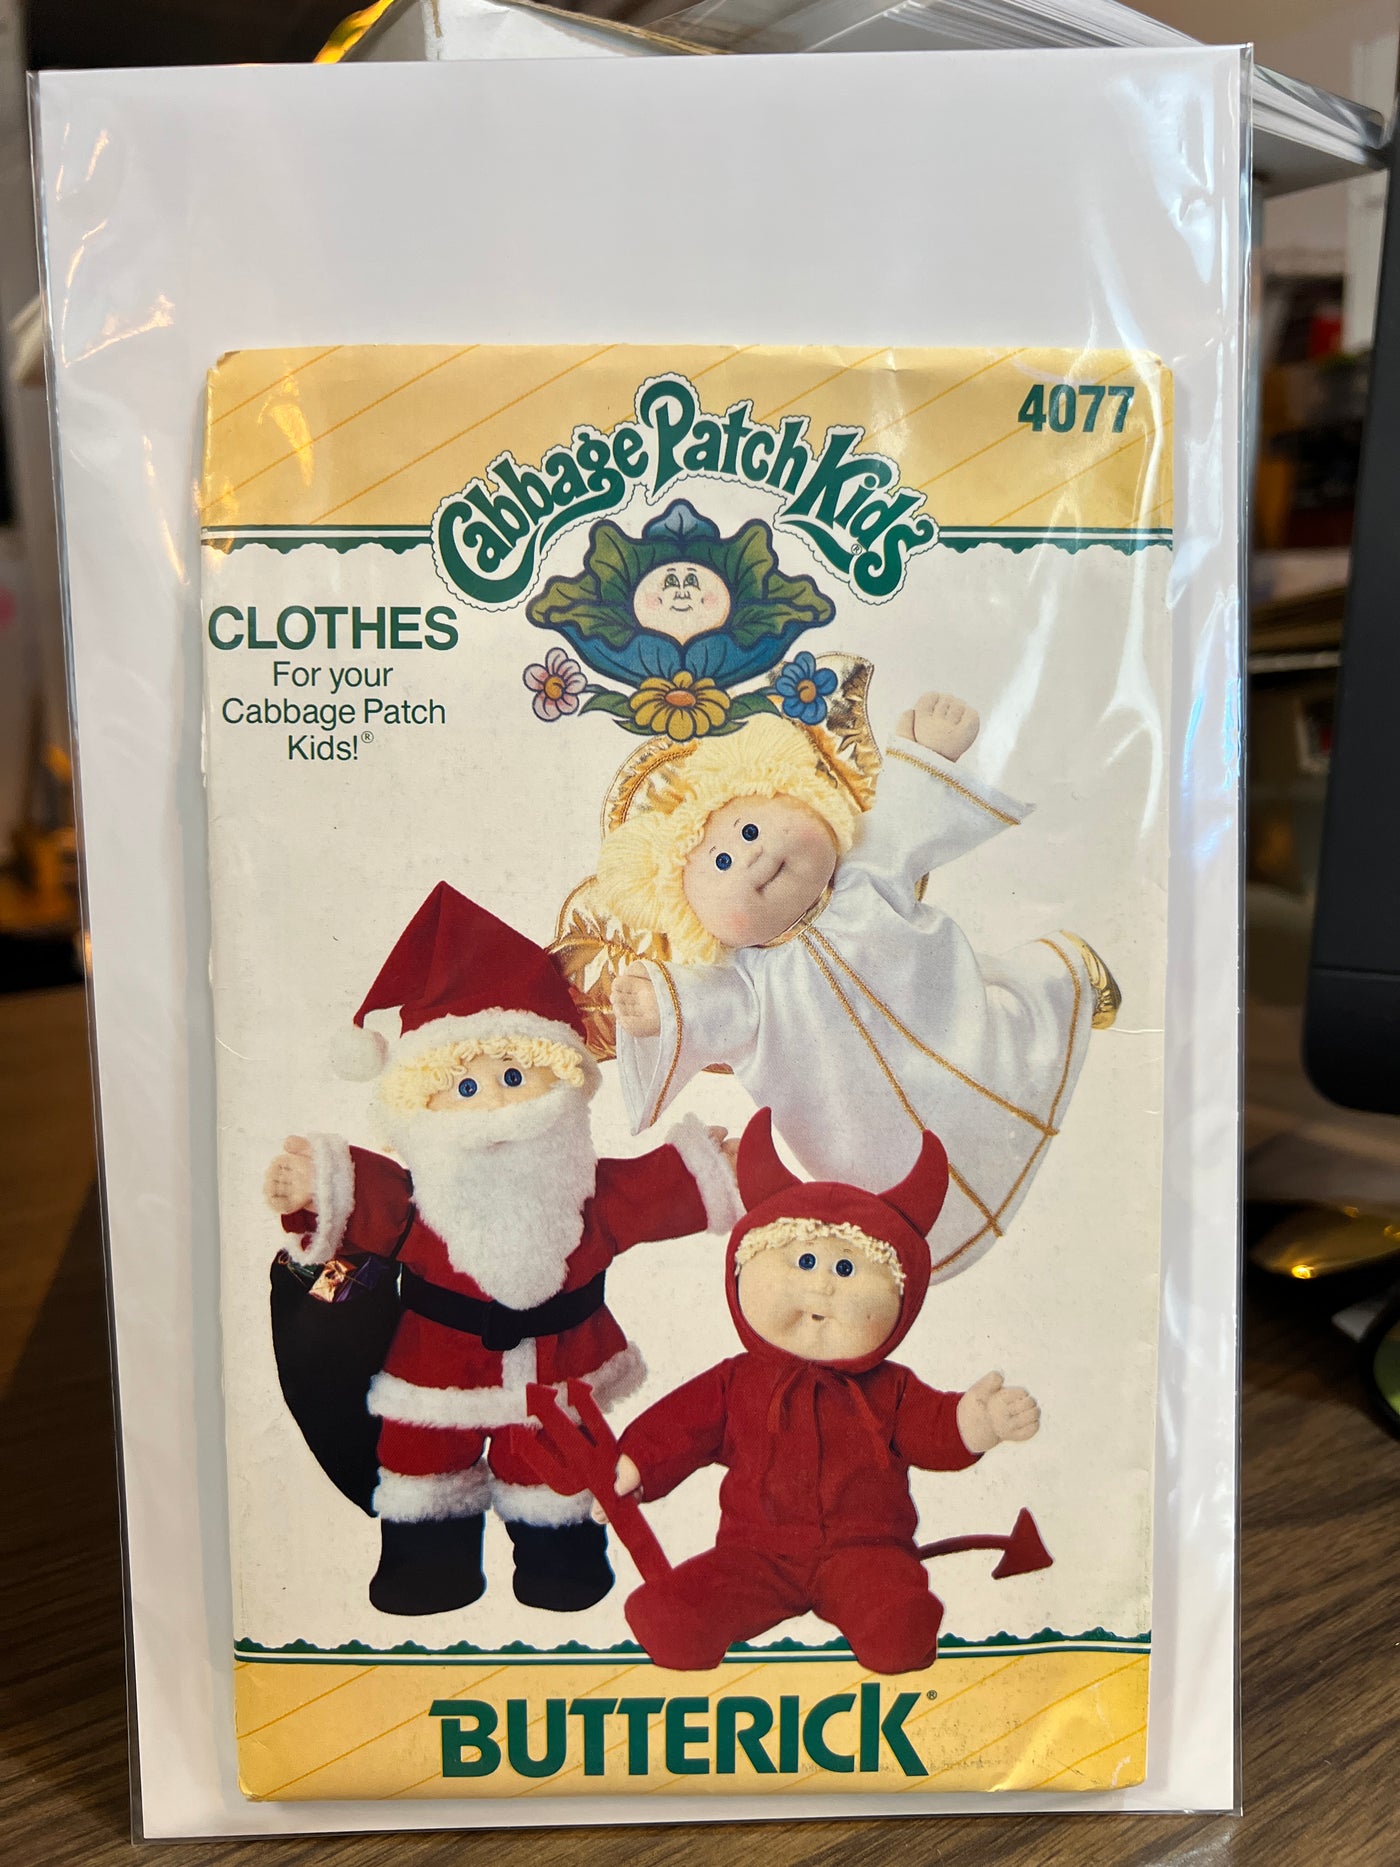 4077
Cabbage Patch Kids®
CLOTHES
For your
Cabbage Patch
Kids!®
BUTTERICK®